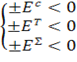 ±E^c < 0
±E^T < 0
±E^Σ < 0